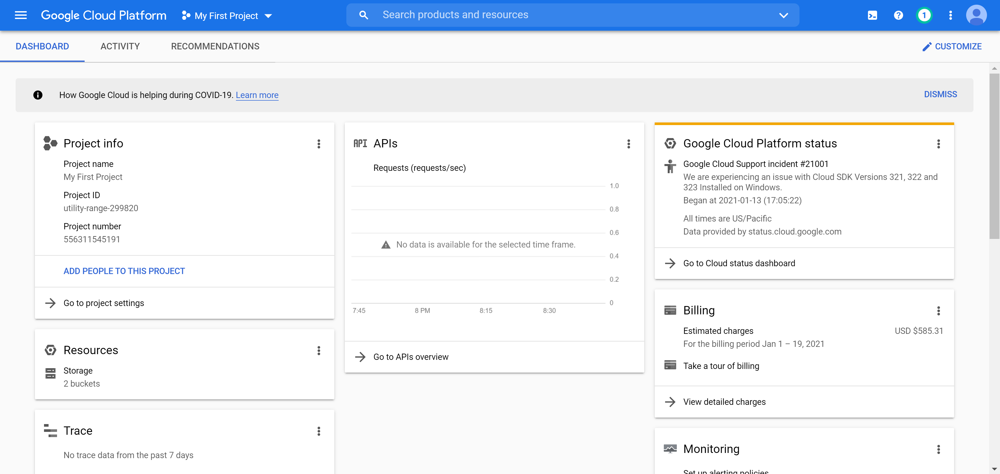 Google Cloud Platform
My First Project
Search products and resources
1
DASHBOARD
ACTIVITY
RECOMMENDATIONS
CUSTOMIZE
How Google Cloud is helping during COVID-19. Learn more
DISMISS
Project info
Project name
My First Project
Project ID
utility-range-299820
Project number
556311545191
ADD PEOPLE TO THIS PROJECT
Go to project settings
Resources
Storage
2 buckets
Trace
No trace data from the past 7 days
API APIs
Requests (requests/sec)
1.0
0.8
0.6
No data is available for the selected time frame.
0.4
0.2
0
7:45 8 PM 8:15 8:30
Go to APIs overview
Google Cloud Platform status
Google Cloud Support incident #21001
We are experiencing an issue with Cloud SDK Versions 321, 322 and
323 Installed on Windows.
Began at 2021-01-13 (17:05:22)
All times are US/Pacific
Data provided by status.cloud.google.com
Go to Cloud status dashboard
Billing
Estimated charges USD $585.31
For the billing period Jan 1 – 19, 2021
Take a tour of billing
View detailed charges
Monitoring
Set up alerting policies